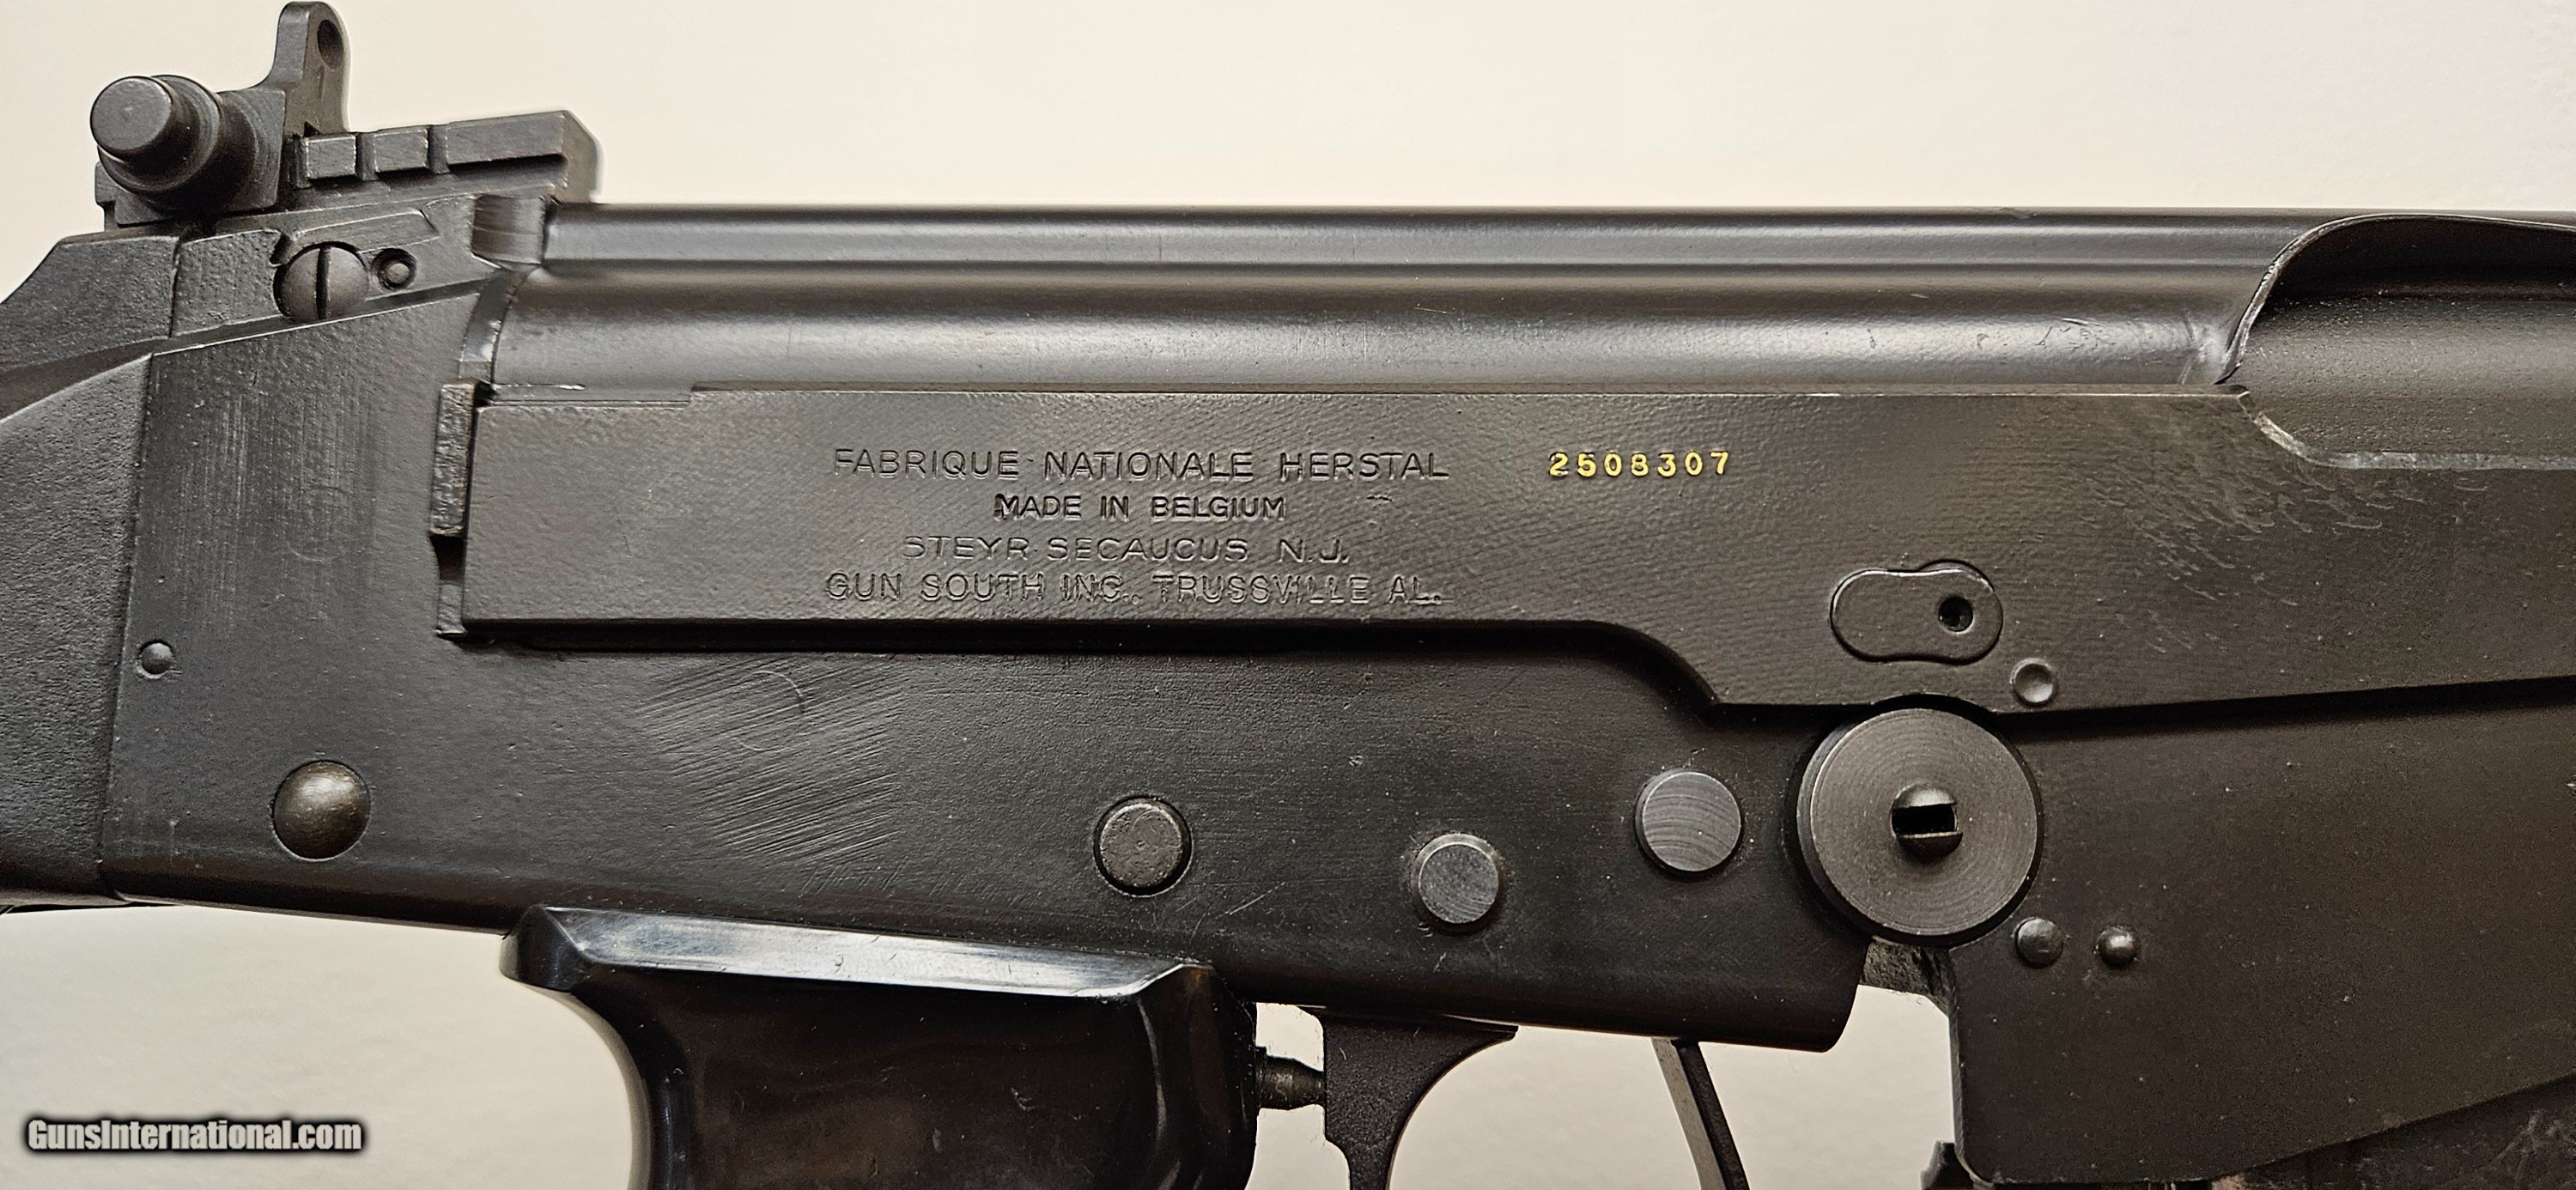 FABRIQUE NATIONALE HERSTAL 2508307
MADE IN BELGIUM
STEYR SECAUCUS N.J.
GUN SOUTH INC., TRUSSVILLE AL.
GunsInternational.com